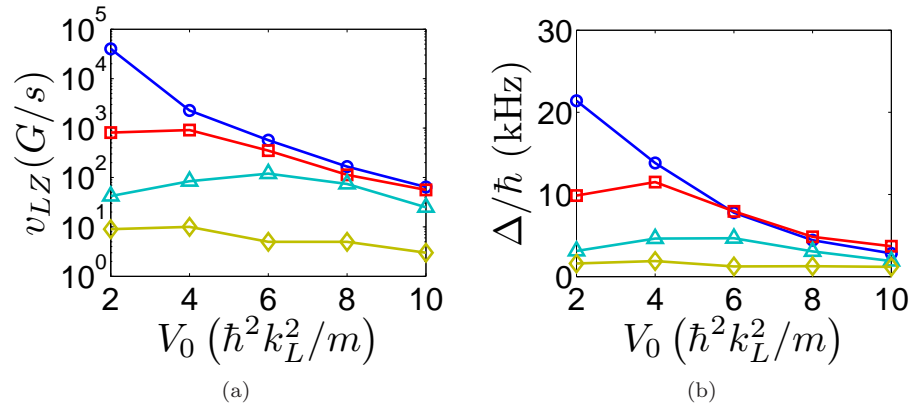 10^5
10^4
10^3
10^2
10^1
10^0
v_{LZ}(G/s)
2 4 6 8 10
V_0 (ℏ^2 k_L^2/m)
(a)
30
20
10
0
Δ/ℏ (kHz)
2 4 6 8 10
V_0 (ℏ^2 k_L^2/m)
(b)